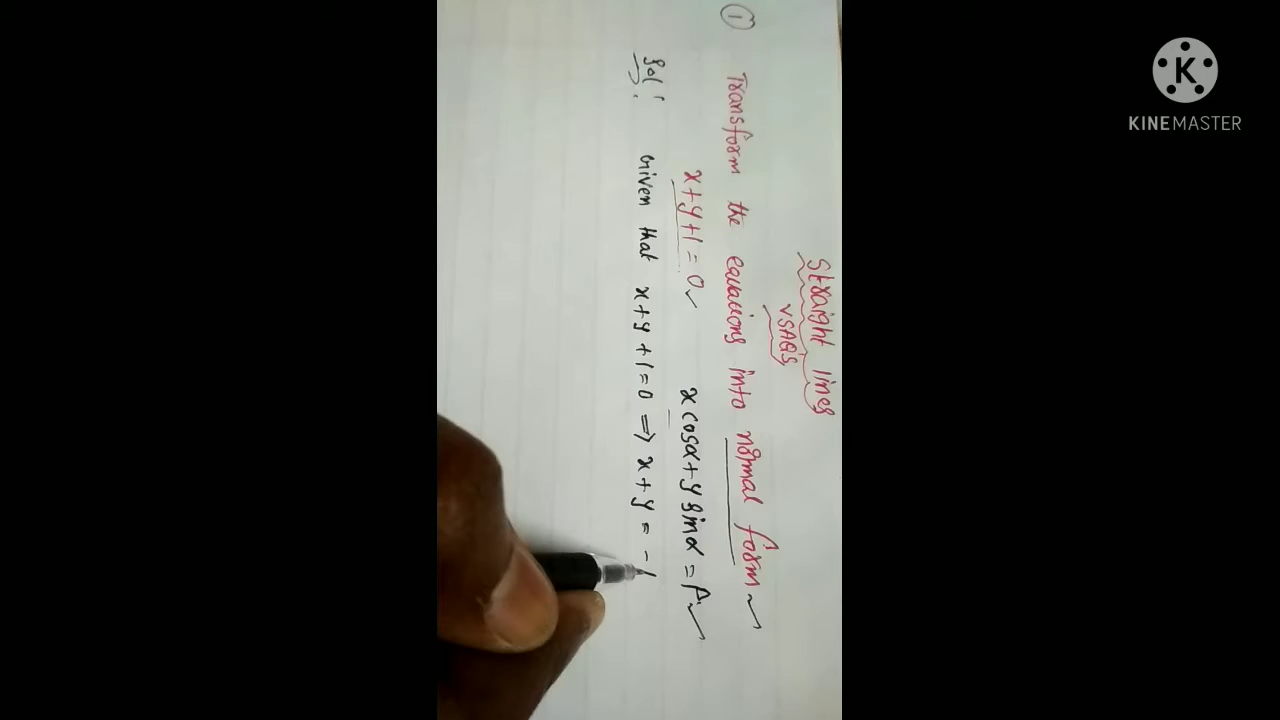 Straight lines
VSAQ's
① Transform the equations into normal form
x+y+1=0 x cosα+y sinα = p
Sol: Given that x+y+1=0 ⇒ x+y = -1
KINEMASTER